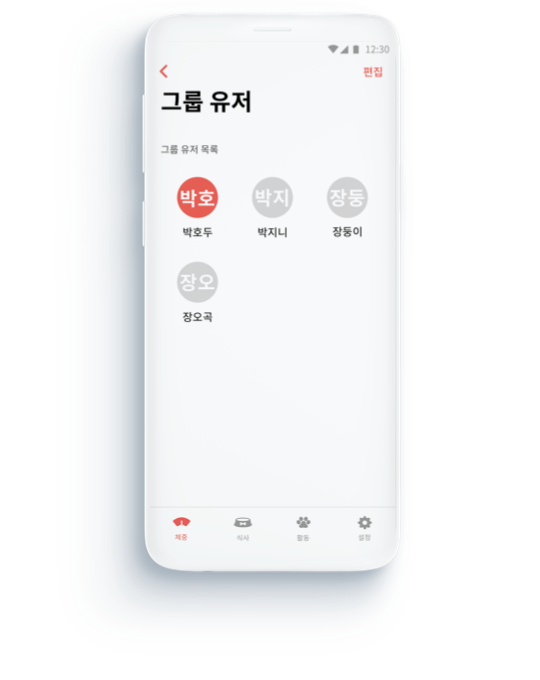 12:30
편집
그룹 유저
그룹 유저 목록
박호 박지 장둥
박호두 박지니 장둥이
장오
장오곡
체중 식사 활동 설정